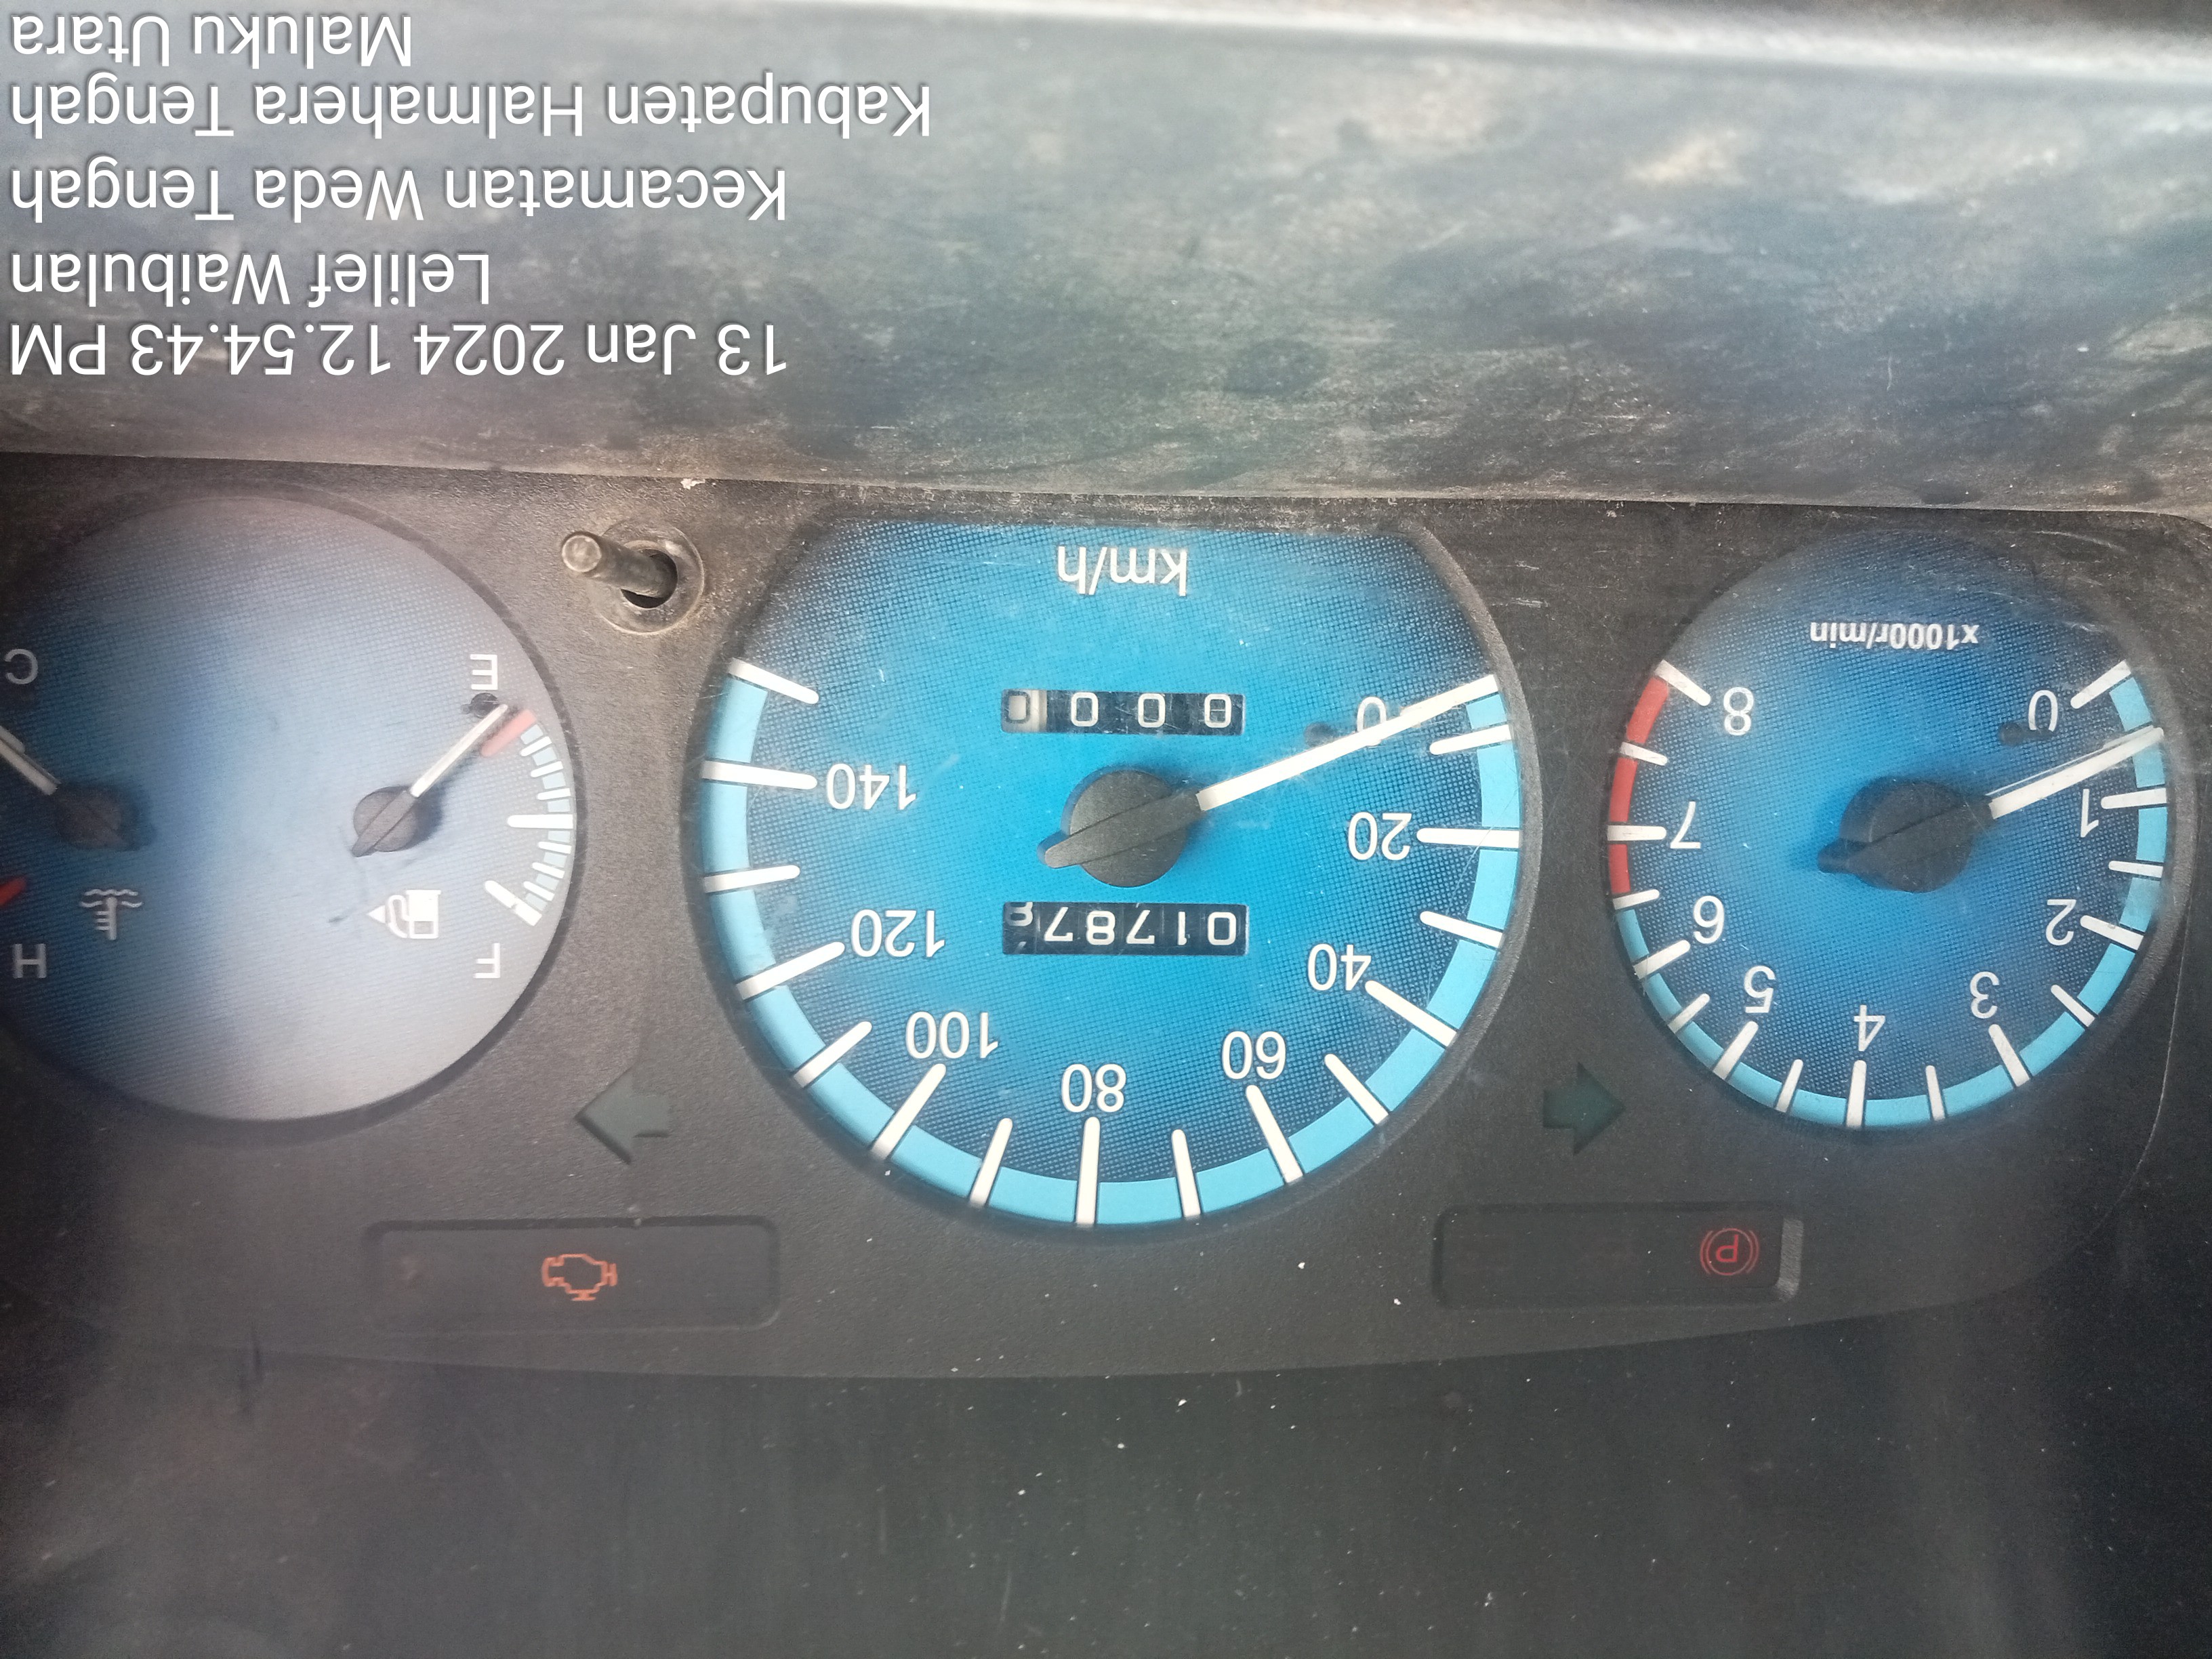 P
0
1
2
3
4
5
6
7
8
x1000r/min
0
20
40
60
80
100
120
140
01787
0000
km/h
F
E
H
C
13 Jan 2024 12.54.43 PM
Lelilef Waibulan
Kecamatan Weda Tengah
Kabupaten Halmahera Tengah
Maluku Utara